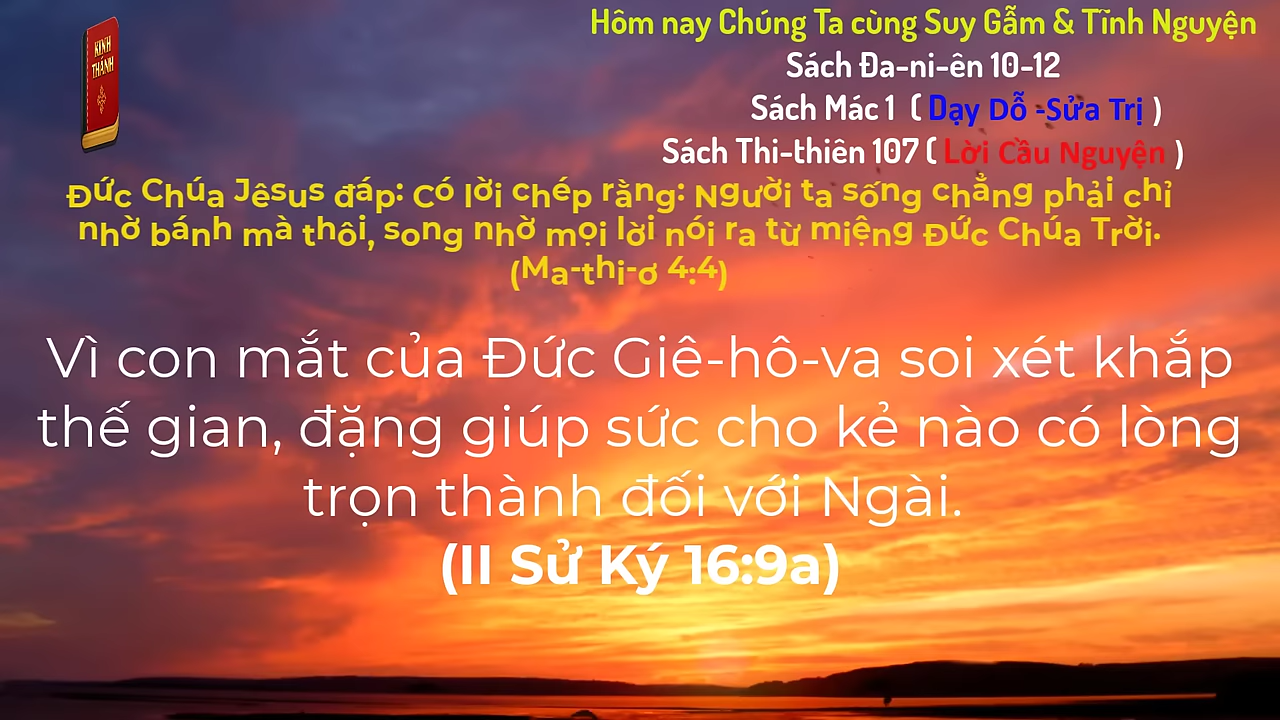 KINH
THÁNH
Hôm nay Chúng Ta cùng Suy Gẫm & Tĩnh Nguyện
Sách Đa-ni-ên 10-12
Sách Mác 1 ( Dạy Dỗ -Sửa Trị )
Sách Thi-thiên 107 ( Lời Cầu Nguyện )
Đức Chúa Jêsus đáp: Có lời chép rằng: Người ta sống chẳng phải chỉ
nhờ bánh mà thôi, song nhờ mọi lời nói ra từ miệng Đức Chúa Trời.
(Ma-thi-ơ 4:4)
Vì con mắt của Đức Giê-hô-va soi xét khắp
thế gian, đặng giúp sức cho kẻ nào có lòng
trọn thành đối với Ngài.
(II Sử Ký 16:9a)